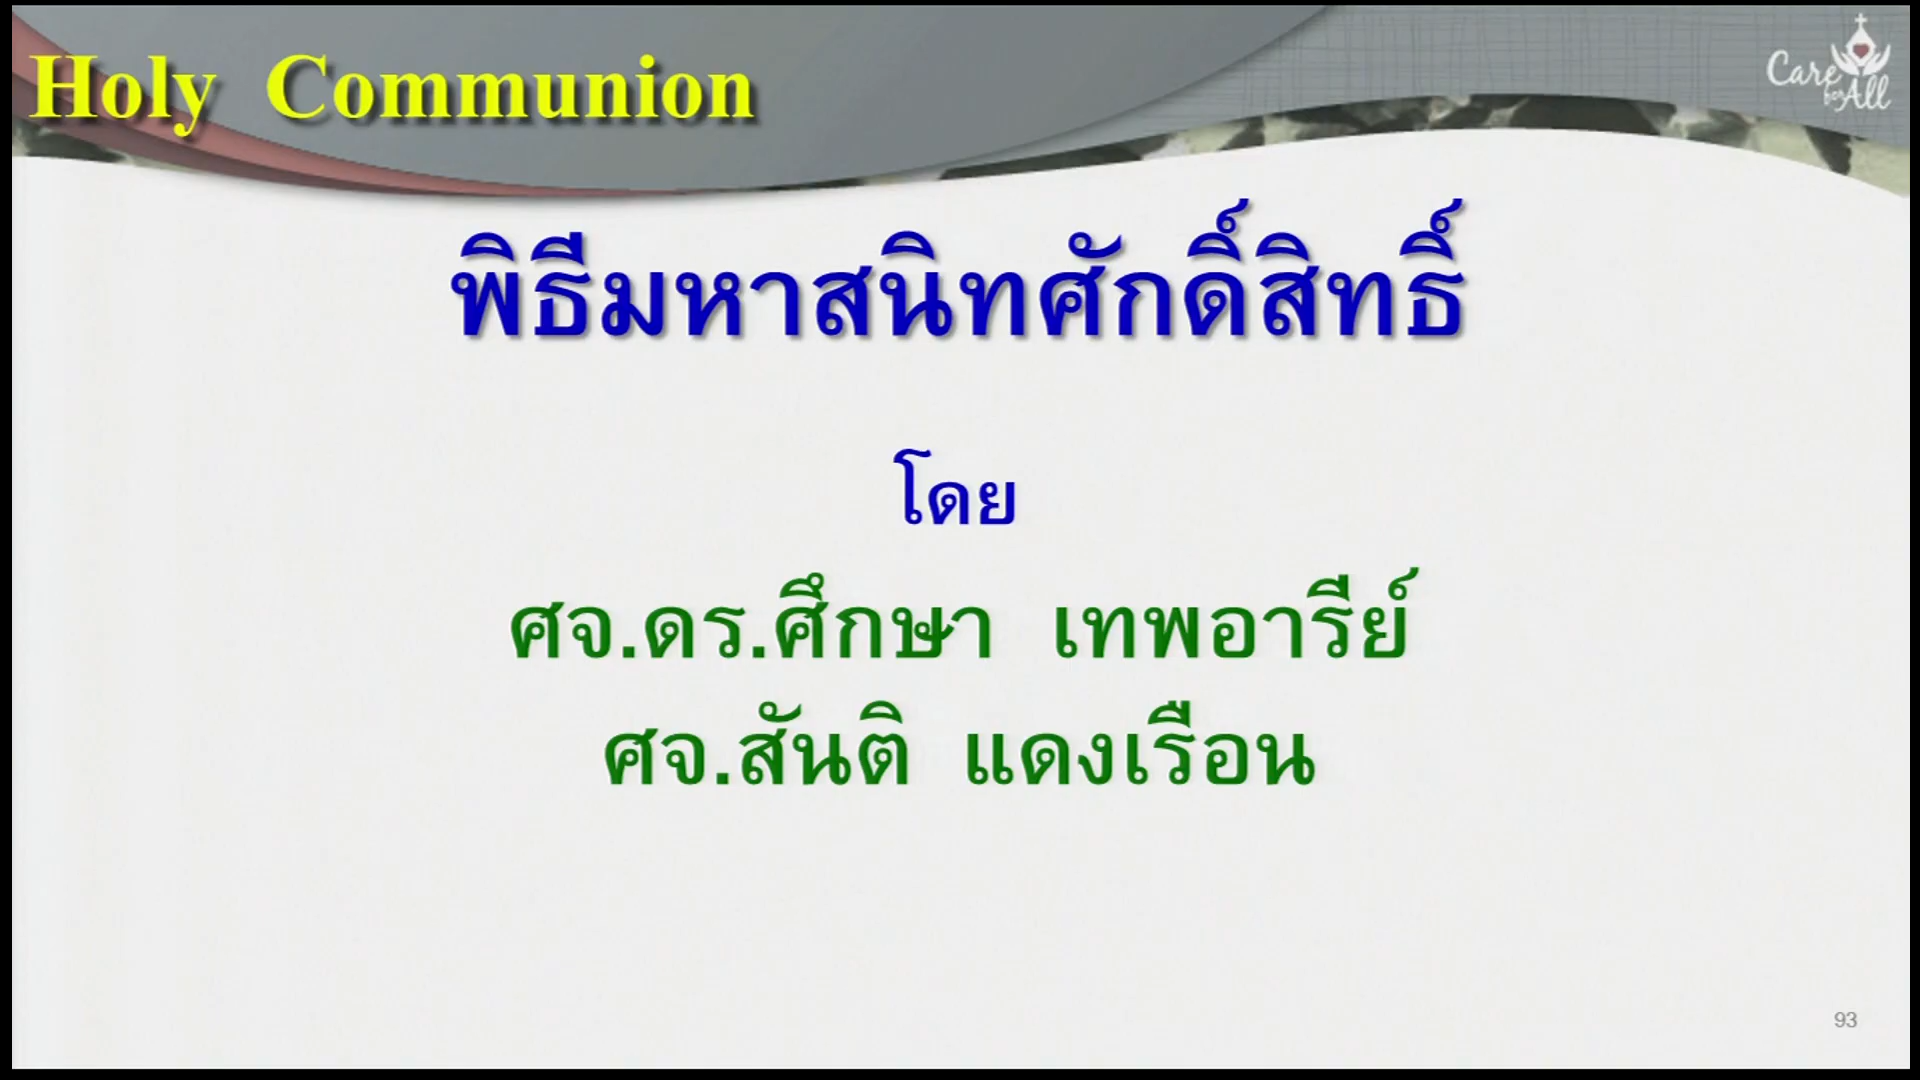 Holy Communion
Care
for All
พิธีมหาสนิทศักดิ์สิทธิ์
โดย
ศจ.ดร.ศึกษา เทพอารีย์
ศจ.สันติ แดงเรือน
93